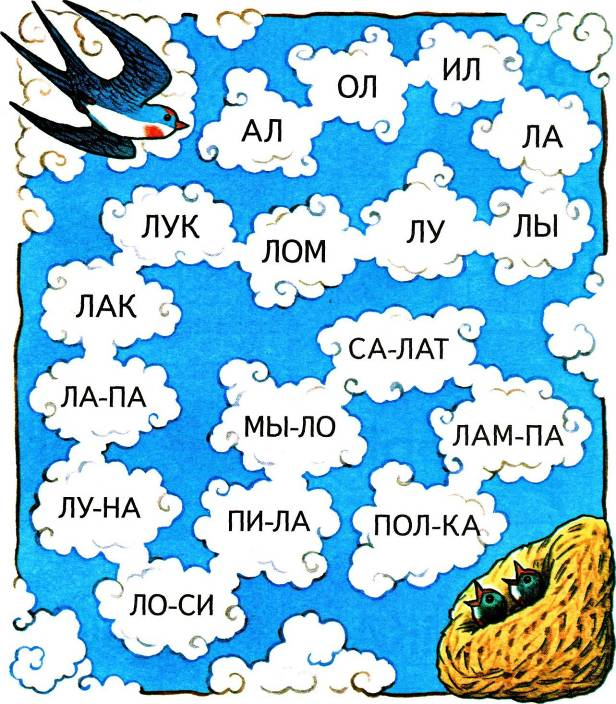 АЛ
ОЛ
ИЛ
ЛА
ЛЫ
ЛУ
ЛОМ
ЛУК
ЛАК
ЛА-ПА
ЛУ-НА
ЛО-СИ
ПИ-ЛА
МЫ-ЛО
СА-ЛАТ
ЛАМ-ПА
ПОЛ-КА